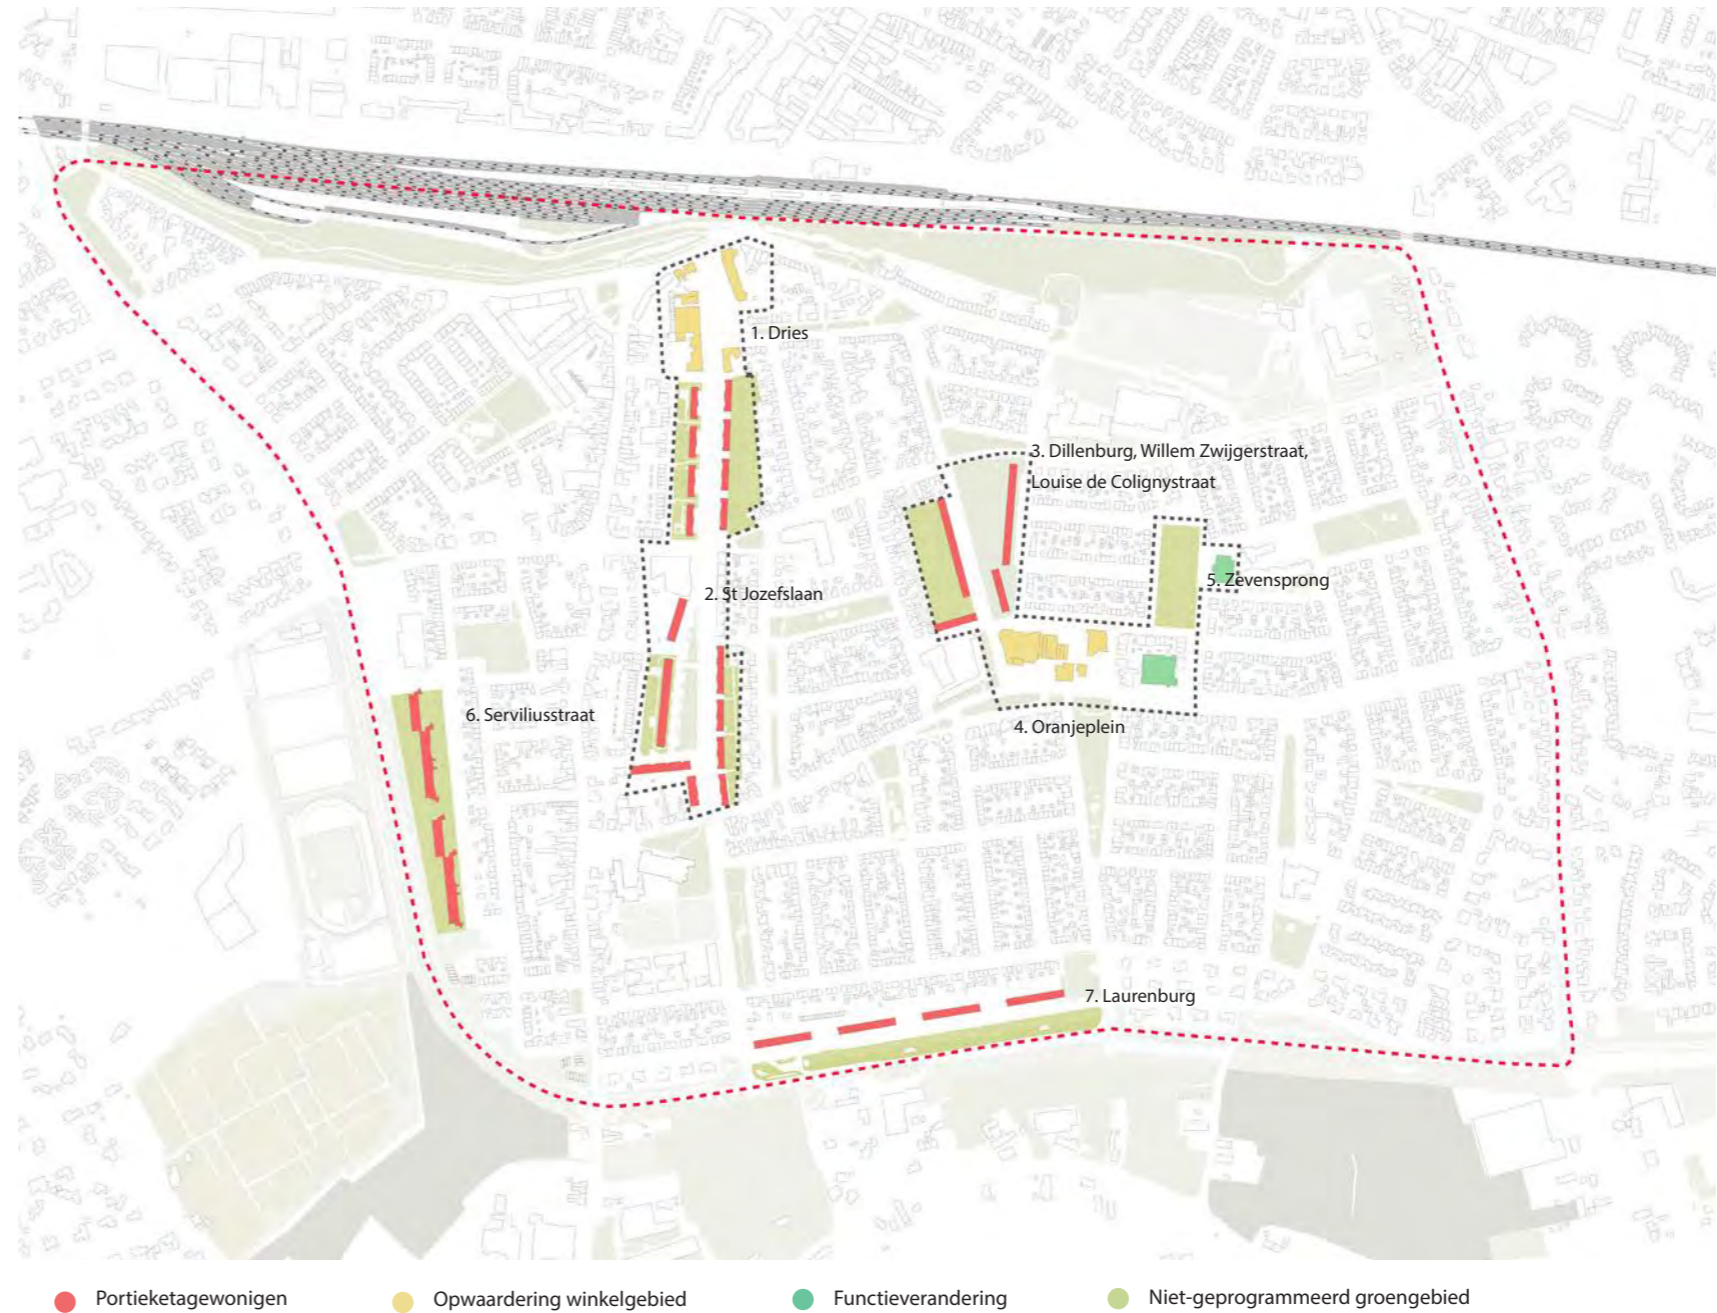 1. Dries
3. Dillenburg, Willem Zwijgerstraat,
Louise de Colignystraat
5. Zevensprong
2. St Jozefslaan
6. Serviliusstraat
4. Oranjeplein
7. Laurenburg
Portieketagewonigen
Opwaardering winkelgebied
Functieverandering
Niet-geprogrammeerd groengebied